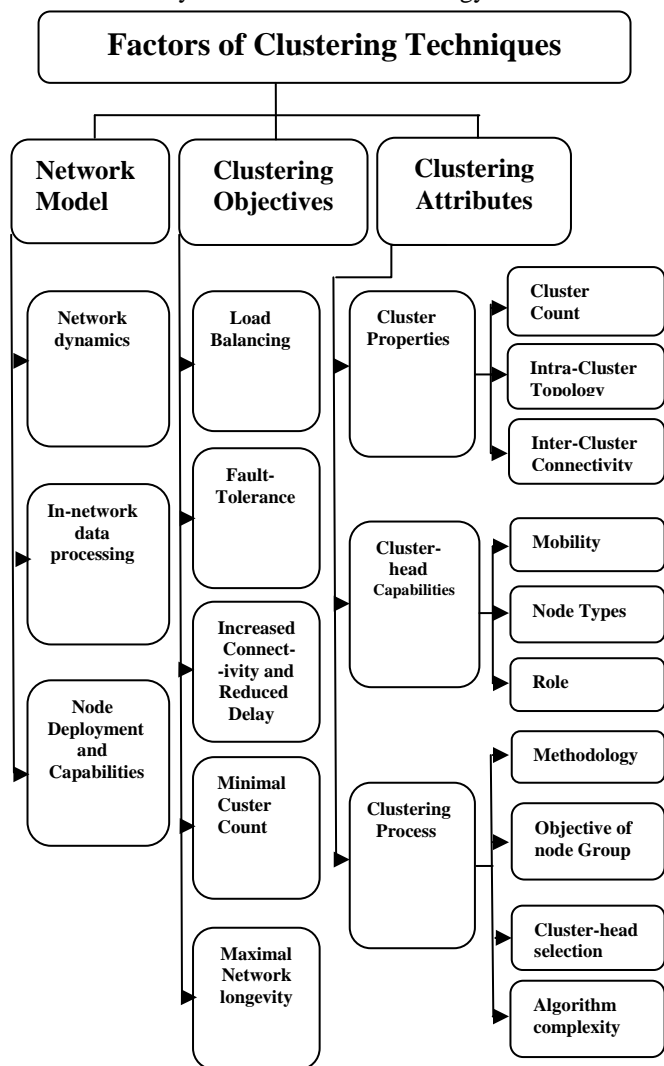 Factors of Clustering Techniques
Network
Model
Clustering
Objectives
Clustering
Attributes
Network
dynamics
In-network
data
processing
Node
Deployment
and
Capabilities
Load
Balancing
Fault-
Tolerance
Increased
Connect-
-ivity and
Reduced
Delay
Minimal
Custer
Count
Maximal
Network
longevity
Cluster
Properties
Cluster
Count
Intra-Cluster
Topology
Inter-Cluster
Connectivity
Cluster-
head
Capabilities
Mobility
Node Types
Role
Clustering
Process
Methodology
Objective of
node Group
Cluster-head
selection
Algorithm
complexity